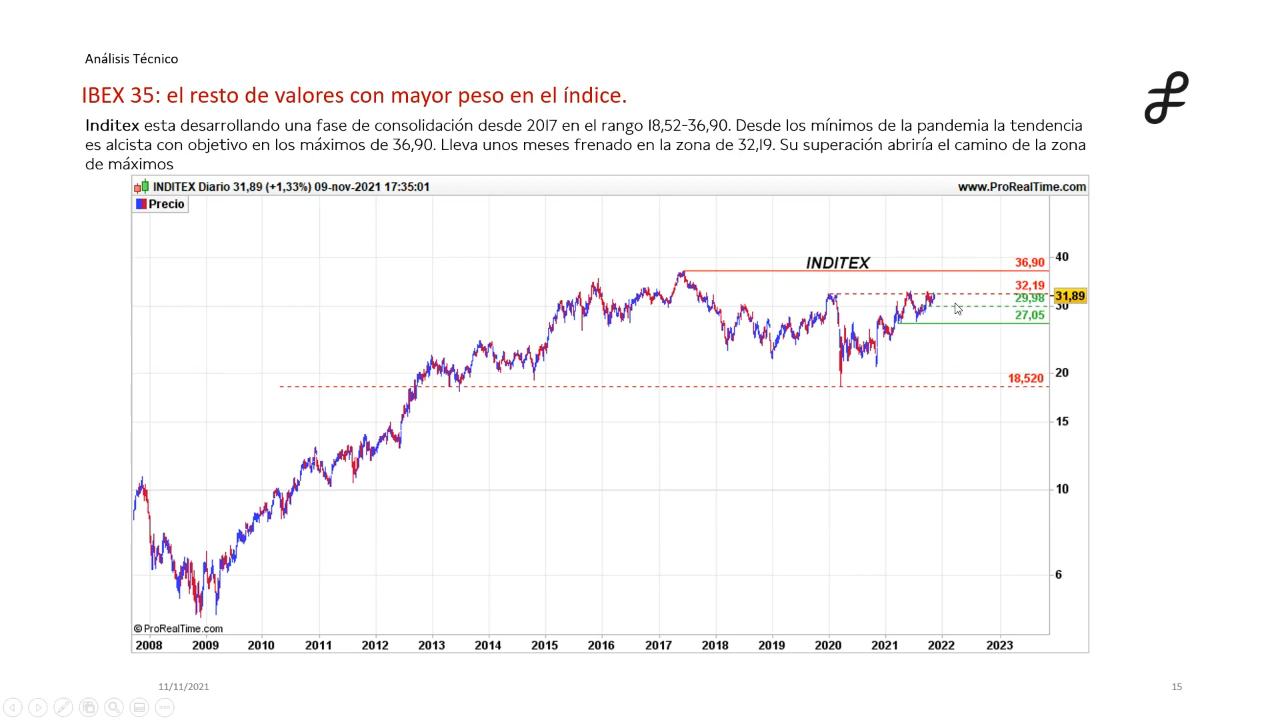 Análisis Técnico
IBEX 35: el resto de valores con mayor peso en el índice.
Inditex esta desarrollando una fase de consolidación desde 2017 en el rango 18,52-36,90. Desde los mínimos de la pandemia la tendencia
es alcista con objetivo en los máximos de 36,90. Lleva unos meses frenado en la zona de 32,19. Su superación abriría el camino de la zona
de máximos
INDITEX Diario 31,89 (+1,33%) 09-nov-2021 17:35:01
www.ProRealTime.com
Precio
INDITEX
36,90
32,19
29,98
27,05
18,520
40
31,89
30
20
15
10
6
© ProRealTime.com
2008 2009 2010 2011 2012 2013 2014 2015 2016 2017 2018 2019 2020 2021 2022 2023
11/11/2021
15